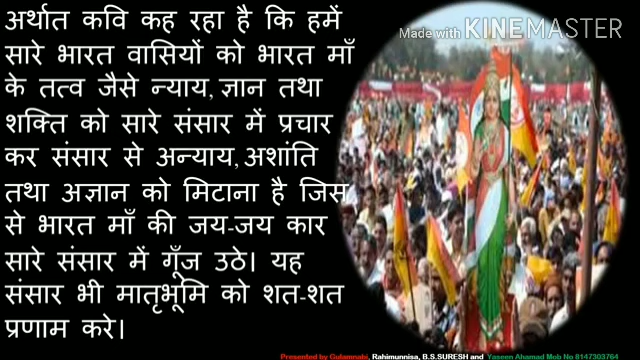 अर्थात कवि कह रहा है कि हमें
सारे भारत वासियों को भारत माँ
के तत्व जैसे न्याय, ज्ञान तथा
शक्ति को सारे संसार में प्रचार
कर संसार से अन्याय, अशांति
तथा अज्ञान को मिटाना है जिस
से भारत माँ की जय-जय कार
सारे संसार में गूँज उठे। यह
संसार भी मातृभूमि को शत-शत
प्रणाम करे।
Made with KINEMASTER
Presented by Gulamnabi, Rahimunnisa, B.S.SURESH and Yaseen Ahamad Mob No 8147303764